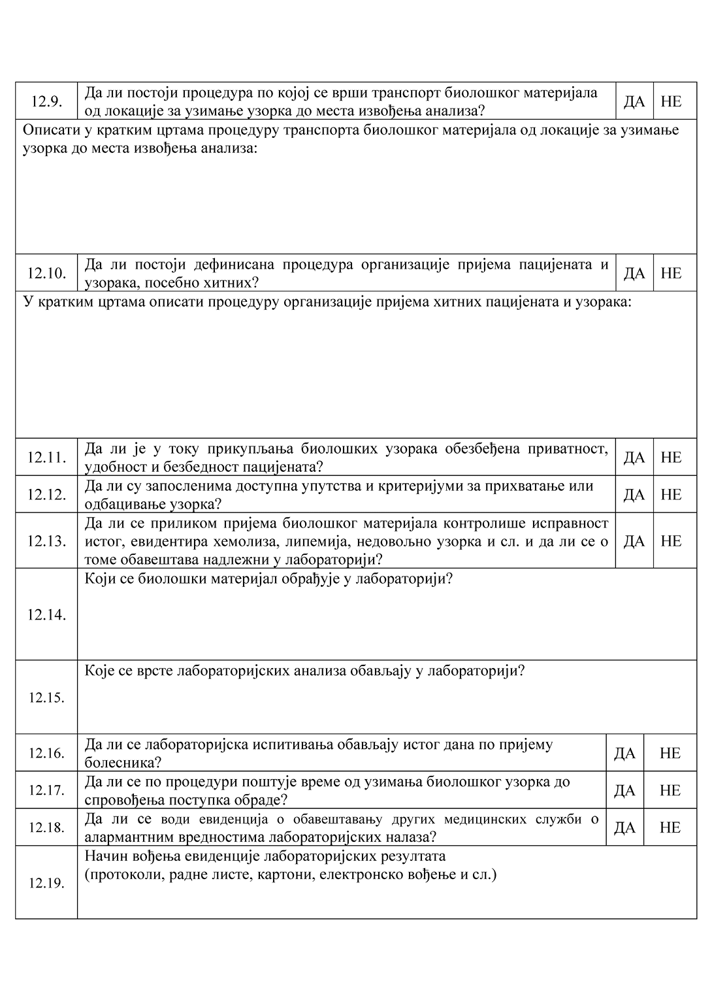 12.9.
Да ли постоји процедура по којој се врши транспорт биолошког материјала
од локације за узимање узорка до места извођења анализа?
ДА НЕ
Описати у кратким цртама процедуру транспорта биолошког материјала од локације за узимање
узорка до места извођења анализа:
12.10.
Да ли постоји дефинисана процедура организације пријема пацијената и
узорака, посебно хитних?
ДА НЕ
У кратким цртама описати процедуру организације пријема хитних пацијената и узорака:
12.11.
Да ли је у току прикупљања биолошких узорака обезбеђена приватност,
удобност и безбедност пацијената?
ДА НЕ
12.12.
Да ли су запосленима доступна упутства и критеријуми за прихватање или
одбацивање узорка?
ДА НЕ
12.13.
Да ли се приликом пријема биолошког материјала контролише исправност
истог, евидентира хемолиза, липемија, недовољно узорка и сл. и да ли се о
томе обавештава надлежни у лабораторији?
ДА НЕ
12.14.
Који се биолошки материјал обрађује у лабораторији?
12.15.
Које се врсте лабораторијских анализа обављају у лабораторији?
12.16.
Да ли се лабораторијска испитивања обављају истог дана по пријему
болесника?
ДА НЕ
12.17.
Да ли се по процедури поштује време од узимања биолошког узорка до
спровођења поступка обраде?
ДА НЕ
12.18.
Да ли се води евиденција о обавештавању других медицинских служби о
алармантним вредностима лабораторијских налаза?
ДА НЕ
12.19.
Начин вођења евиденције лабораторијских резултата
(протоколи, радне листе, картони, електронско вођење и сл.)